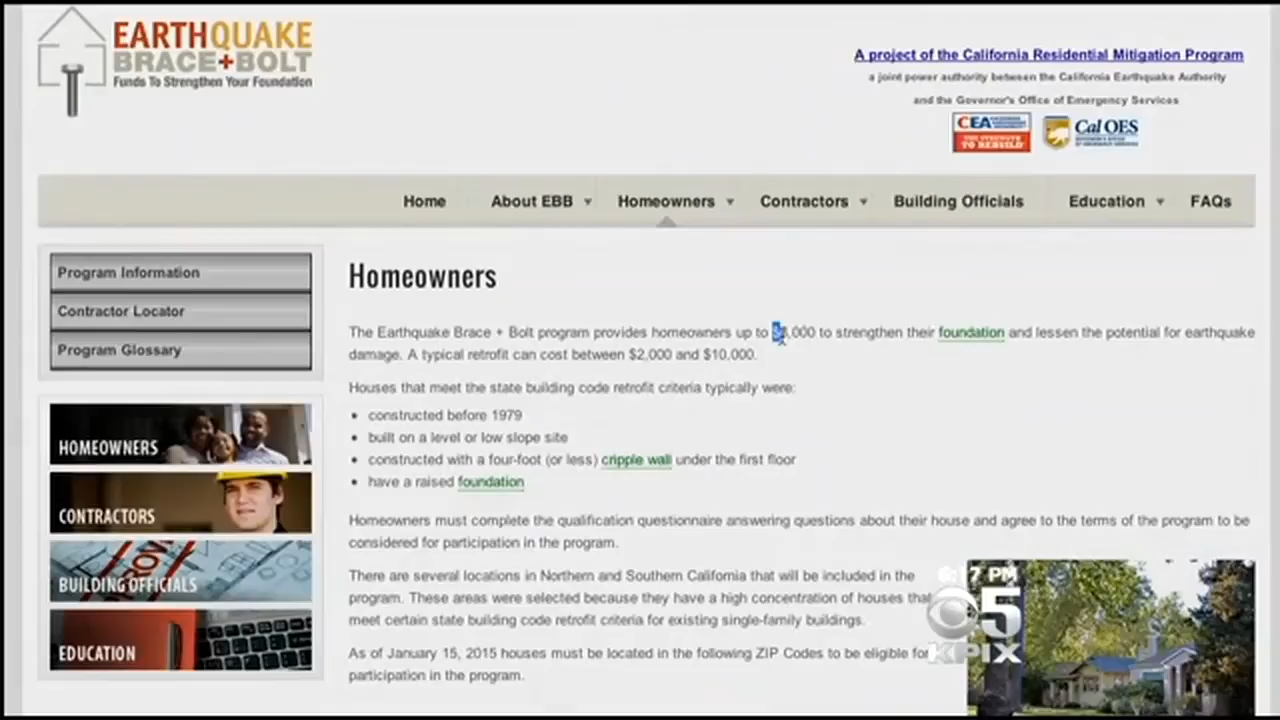 EARTHQUAKE
BRACE+BOLT
Funds To Strengthen Your Foundation
A project of the California Residential Mitigation Program
a joint power authority between the California Earthquake Authority
and the Governor's Office of Emergency Services
CEA
THE STRENGTH
TO REBUILD
Cal OES
Home About EBB Homeowners Contractors Building Officials Education FAQs
Program Information
Contractor Locator
Program Glossary
HOMEOWNERS
CONTRACTORS
BUILDING OFFICIALS
EDUCATION
Homeowners
The Earthquake Brace + Bolt program provides homeowners up to ,000 to strengthen their foundation and lessen the potential for earthquake
damage. A typical retrofit can cost between $2,000 and $10,000.
Houses that meet the state building code retrofit criteria typically were:
• constructed before 1979
• built on a level or low slope site
• constructed with a four-foot (or less) cripple wall under the first floor
• have a raised foundation
Homeowners must complete the qualification questionnaire answering questions about their house and agree to the terms of the program to be
considered for participation in the program.
There are several locations in Northern and Southern California that will be included in the
program. These areas were selected because they have a high concentration of houses that
meet certain state building code retrofit criteria for existing single-family buildings.
As of January 15, 2015 houses must be located in the following ZIP Codes to be eligible for
participation in the program.
6:17 PM
5
KPIX